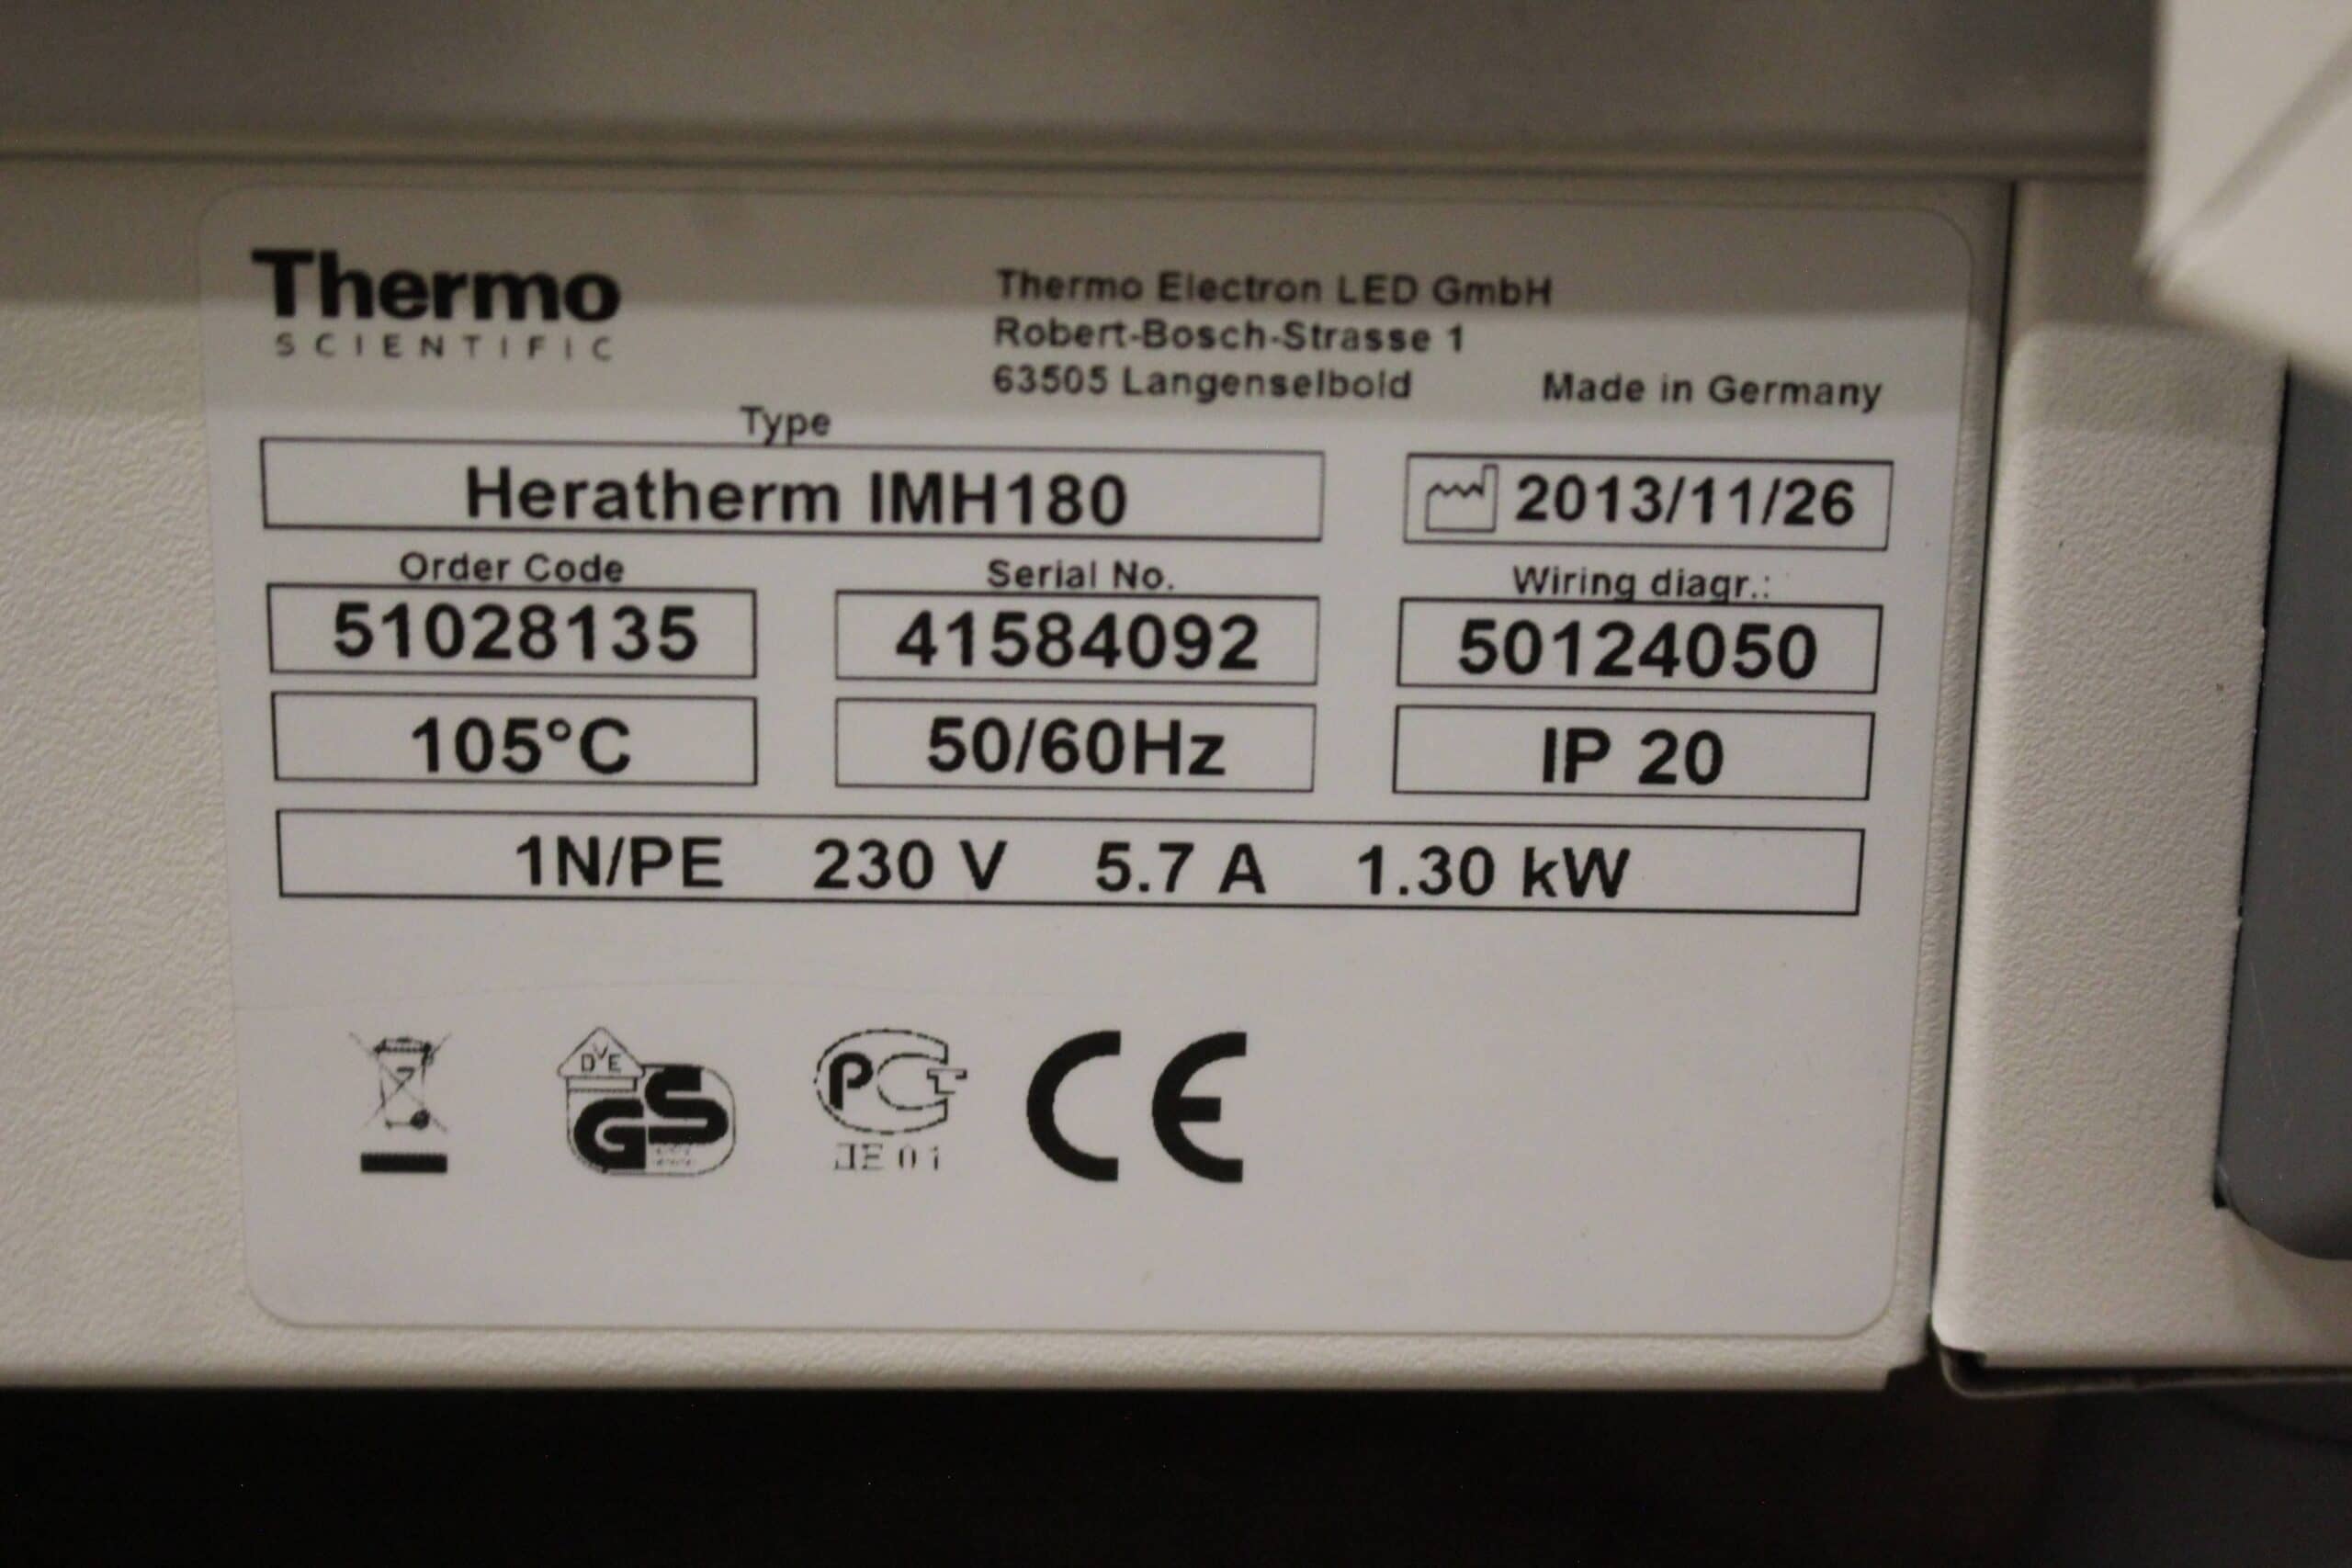 Thermo
SCIENTIFIC
Thermo Electron LED GmbH
Robert-Bosch-Strasse 1
63505 Langenselbold
Made in Germany
Type
Heratherm IMH180
2013/11/26
Order Code
Serial No.
Wiring diagr.:
51028135
41584092
50124050
105°C
50/60Hz
IP 20
1N/PE 230 V 5.7 A 1.30 kW
DVE
GS
РСТ
CE